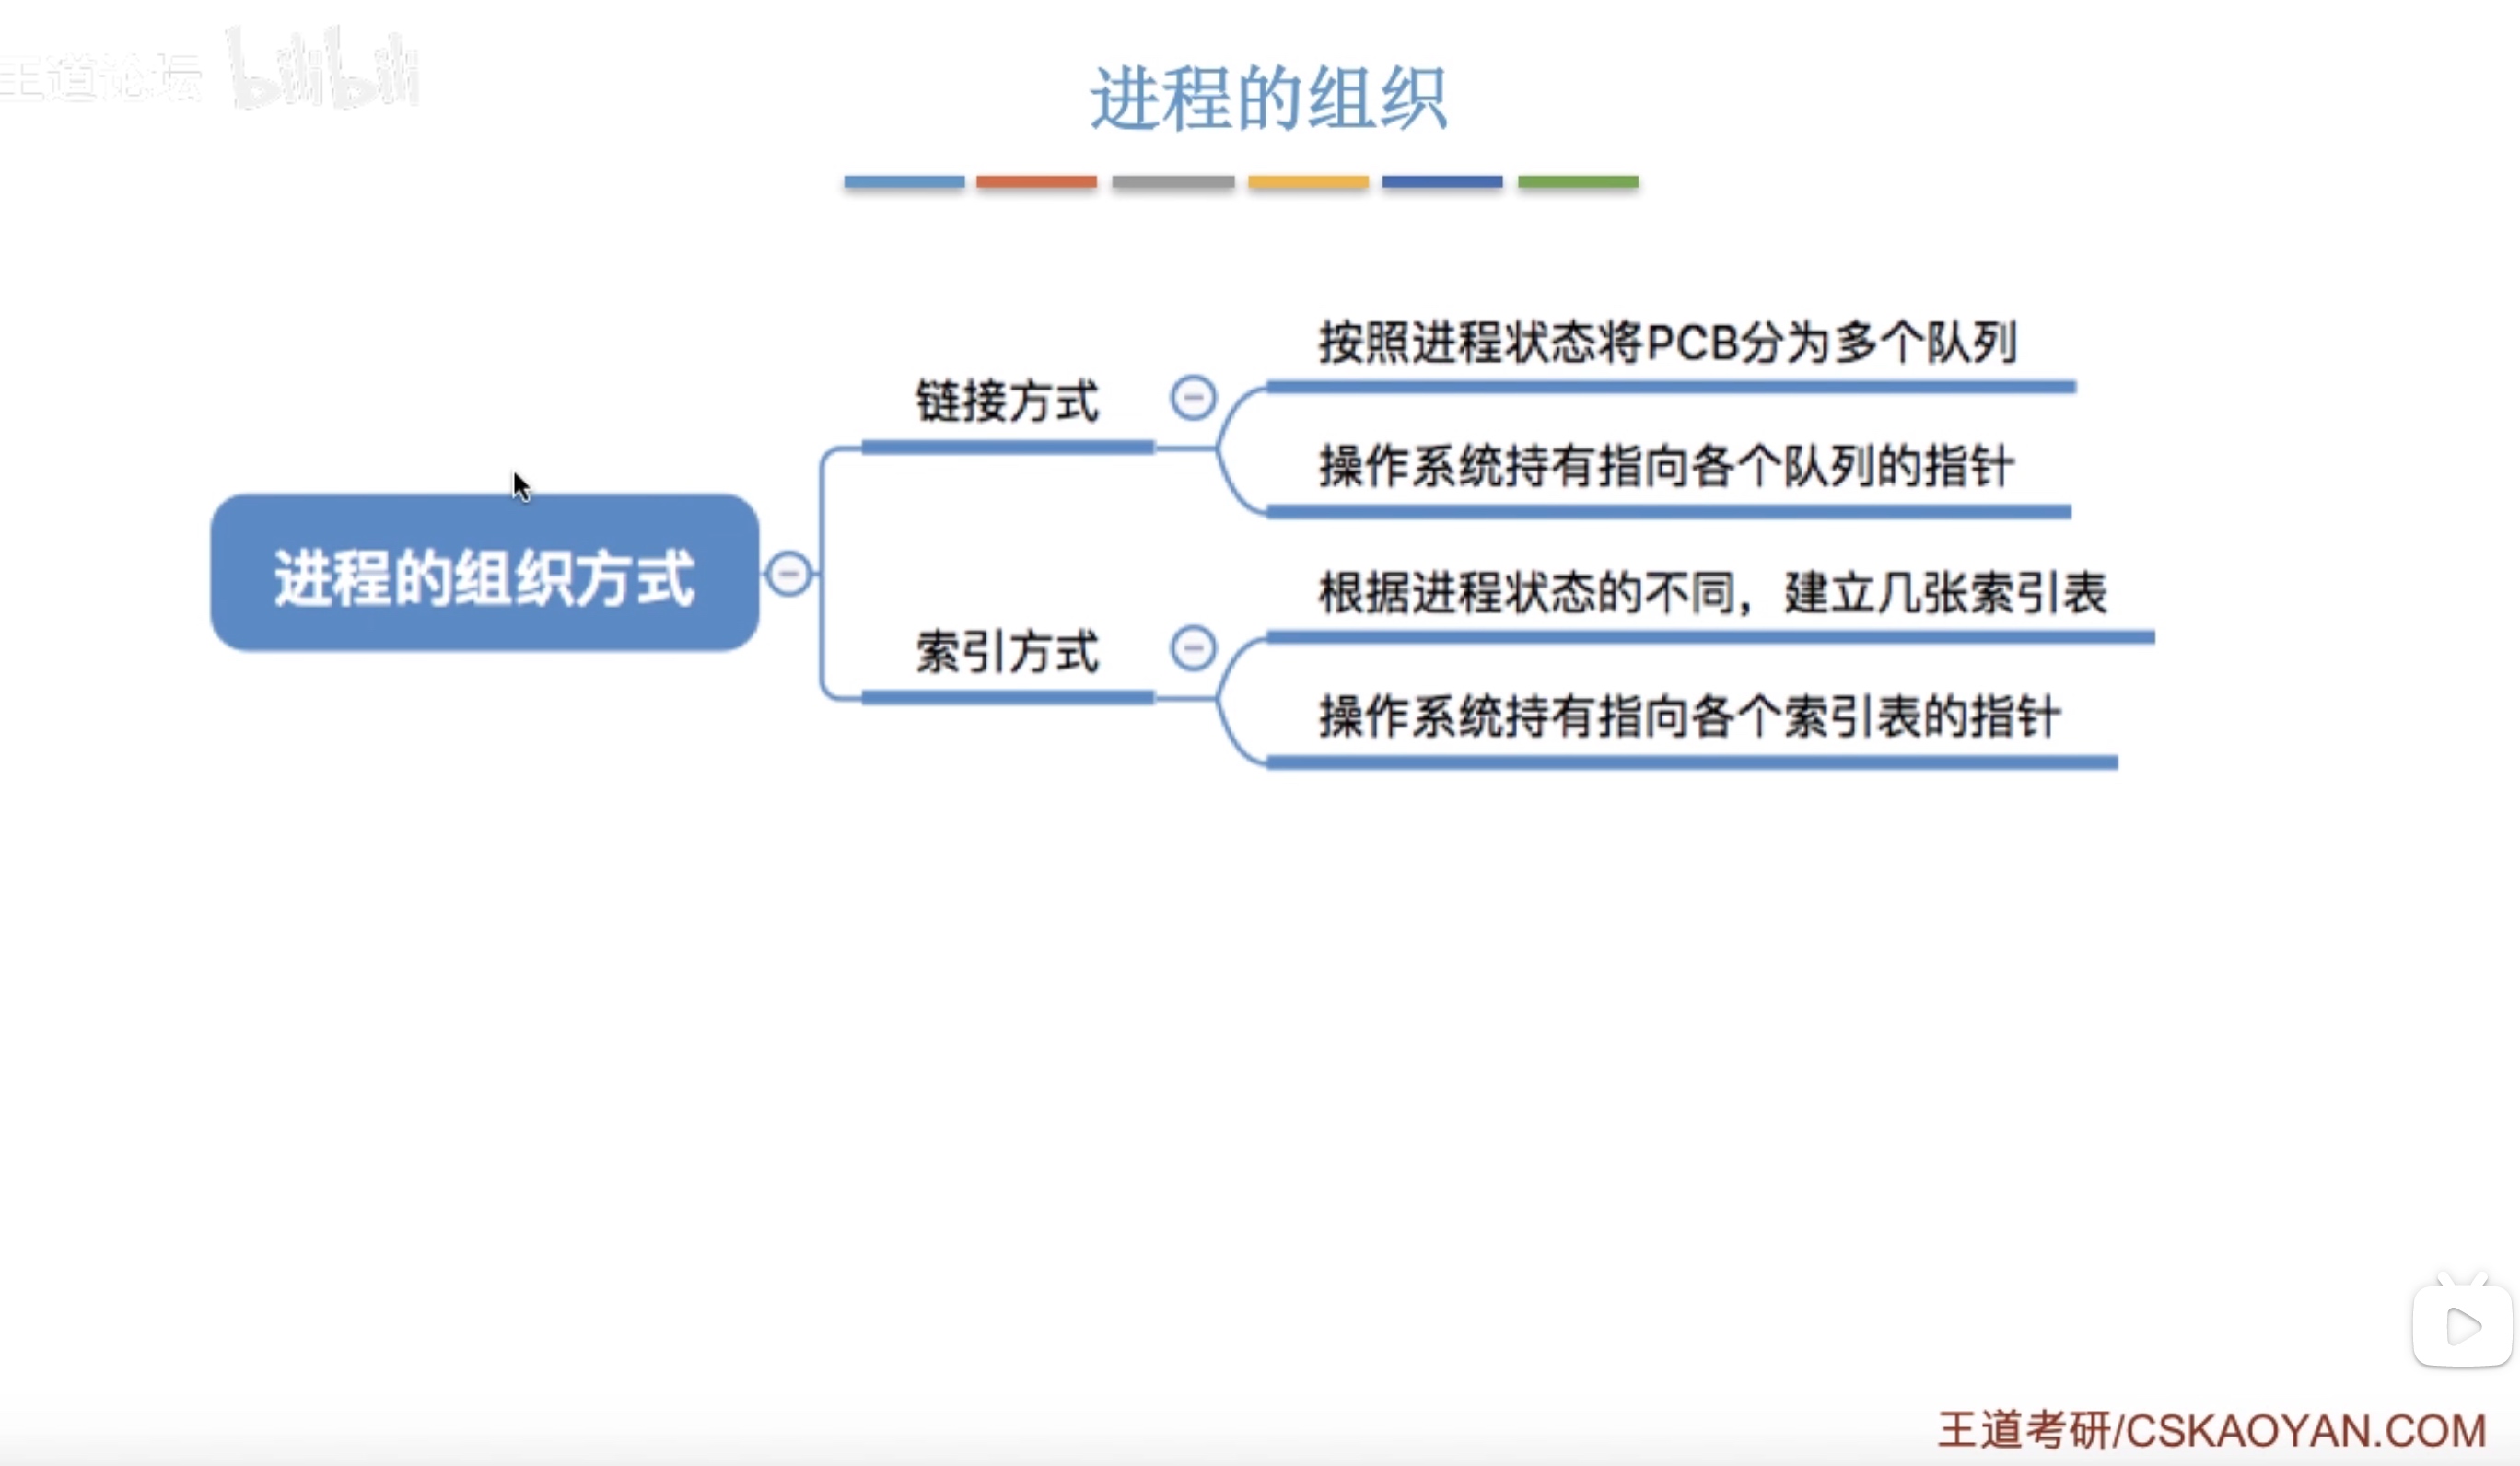 王道论坛 bilibili
进程的组织
进程的组织方式
链接方式
按照进程状态将PCB分为多个队列
操作系统持有指向各个队列的指针
索引方式
根据进程状态的不同，建立几张索引表
操作系统持有指向各个索引表的指针
王道考研/CSKAOYAN.COM